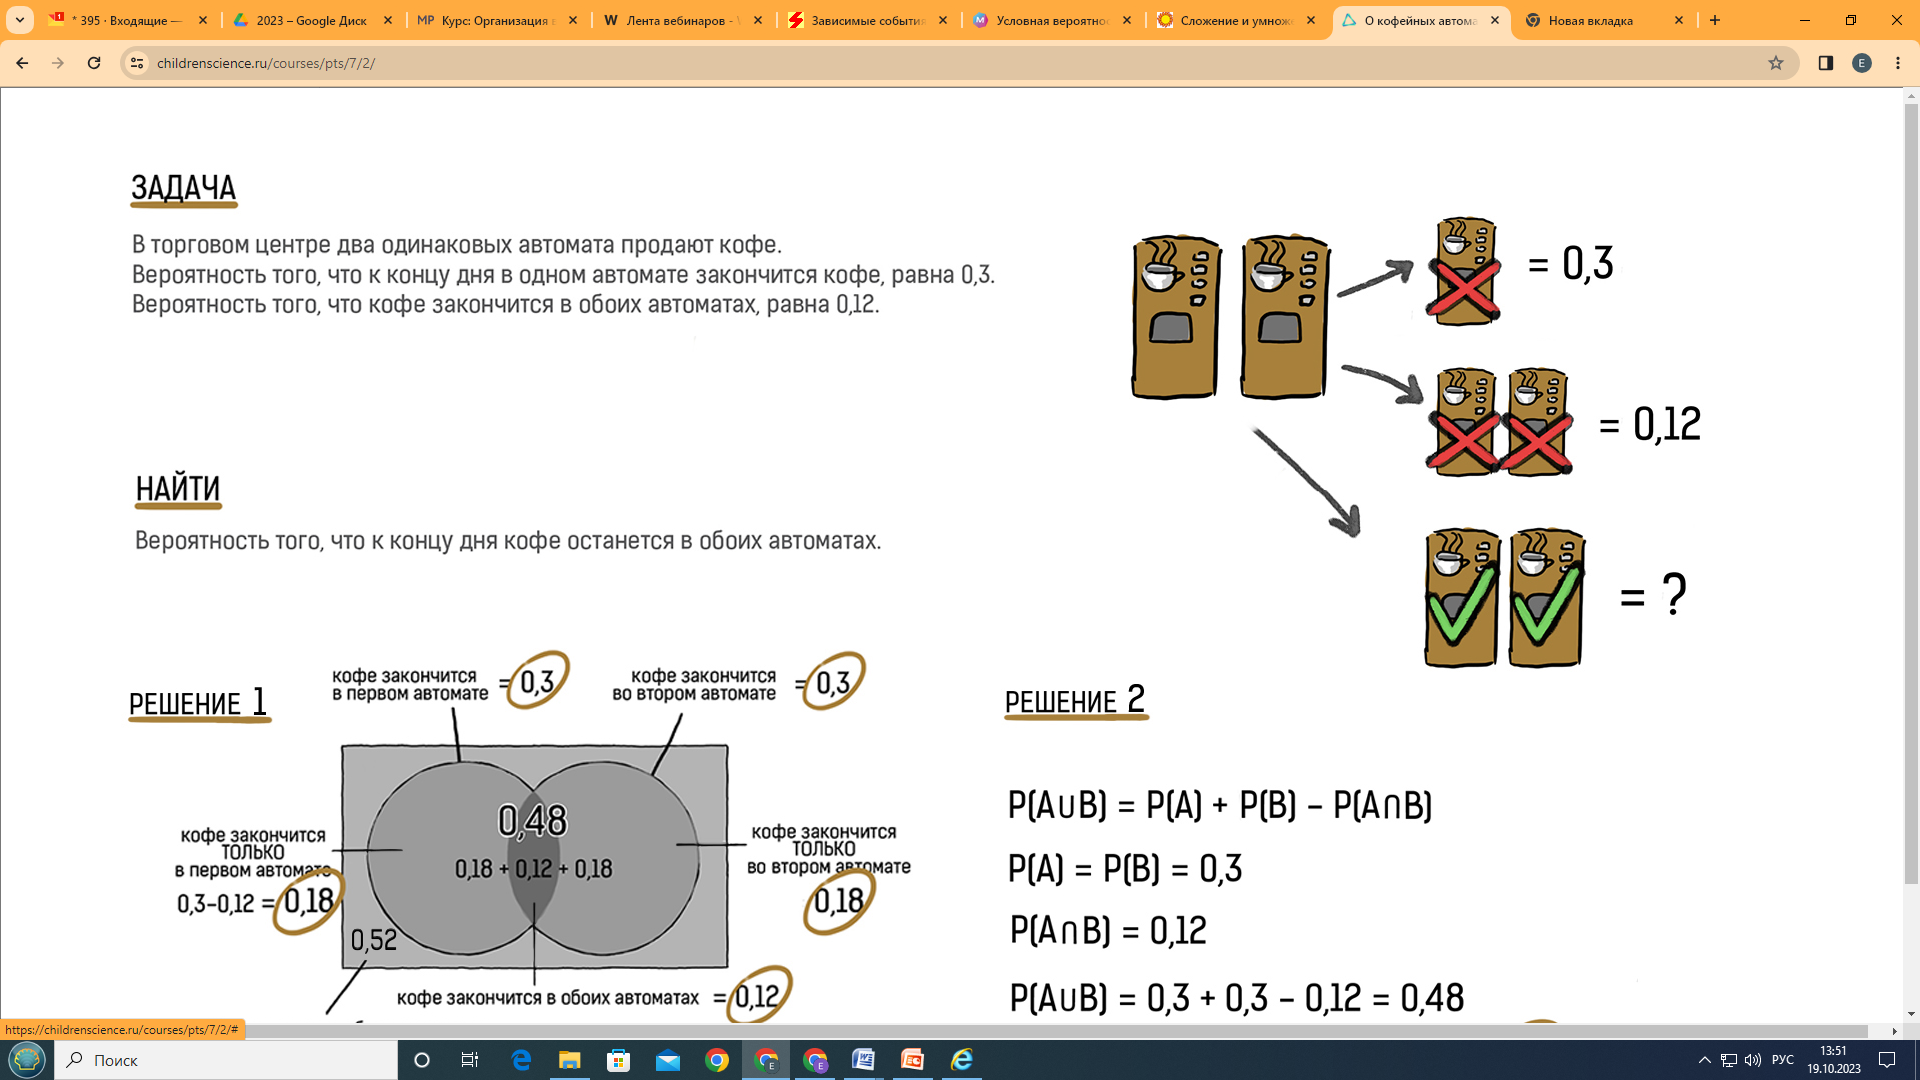 * 395 · Входящие —
2023 – Google Диск
MP Курс: Организация в
W Лента вебинаров -
Зависимые события
M Условная вероятнос
Сложение и умнож
О кофейных автома
Новая вкладка
childrenscience.ru/courses/pts/7/2/
E
ЗАДАЧА
В торговом центре два одинаковых автомата продают кофе.
Вероятность того, что к концу дня в одном автомате закончится кофе, равна 0,3.
Вероятность того, что кофе закончится в обоих автоматах, равна 0,12.
= 0,3
= 0,12
НАЙТИ
Вероятность того, что к концу дня кофе останется в обоих автоматах.
= ?
РЕШЕНИЕ 1
кофе закончится
в первом автомате = 0,3
кофе закончится
во втором автомате = 0,3
0,48
0,18 + 0,12 + 0,18
кофе закончится
ТОЛЬКО
в первом автомате
0,3-0,12 = 0,18
кофе закончится
ТОЛЬКО
во втором автомате
0,18
0,52
кофе закончится в обоих автоматах = 0,12
РЕШЕНИЕ 2
P(A∪B) = P(A) + P(B) – P(A∩B)
P(A) = P(B) = 0,3
P(A∩B) = 0,12
P(A∪B) = 0,3 + 0,3 – 0,12 = 0,48
https://childrenscience.ru/courses/pts/7/2/#
Поиск
РУС
13:51
19.10.2023